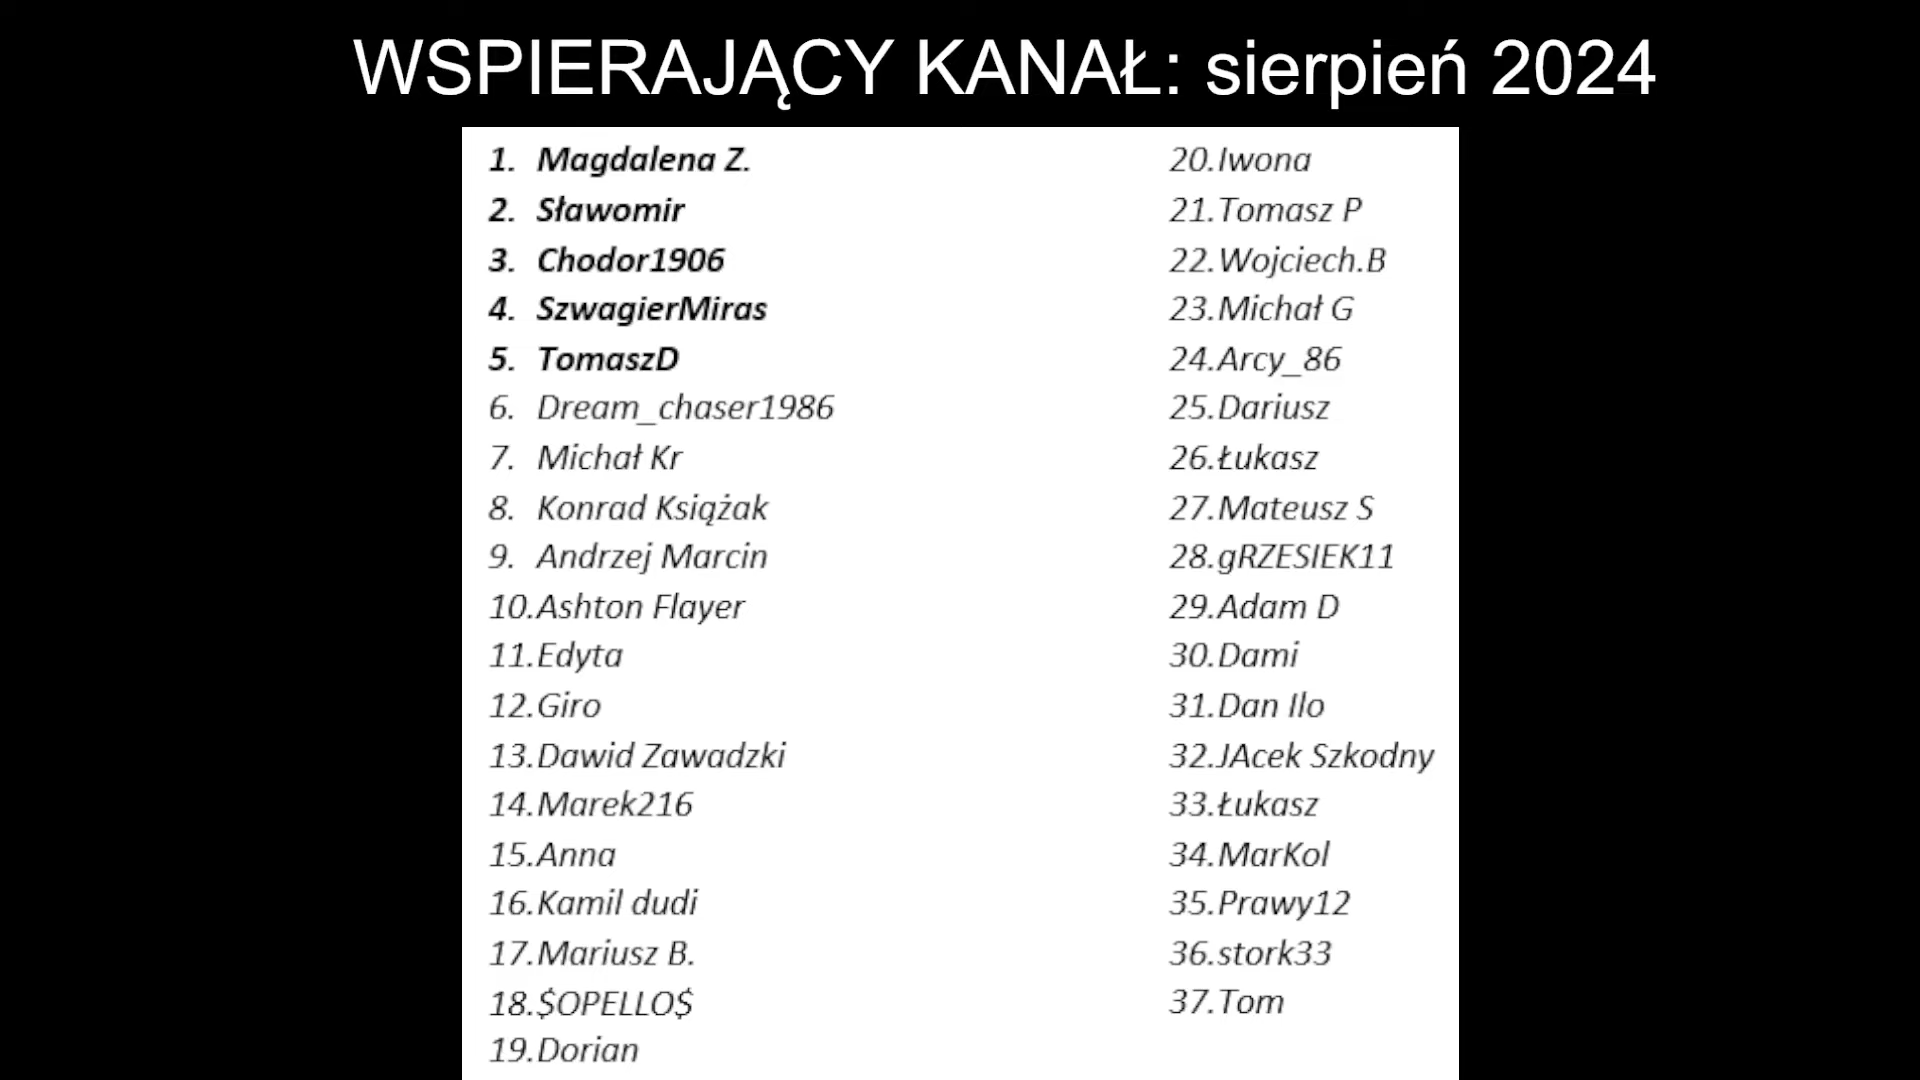 WSPIERAJĄCY KANAŁ: sierpień 2024
1. Magdalena Z.
2. Sławomir
3. Chodor1906
4. SzwagierMiras
5. TomaszD
6. Dream_chaser1986
7. Michał Kr
8. Konrad Książak
9. Andrzej Marcin
10.Ashton Flayer
11.Edyta
12.Giro
13.Dawid Zawadzki
14.Marek216
15.Anna
16.Kamil dudi
17.Mariusz B.
18.$OPELLO$
19.Dorian
20.Iwona
21.Tomasz P
22.Wojciech.B
23.Michał G
24.Arcy_86
25.Dariusz
26.Łukasz
27.Mateusz S
28.gRZESIEK11
29.Adam D
30.Dami
31.Dan Ilo
32.JAcek Szkodny
33.Łukasz
34.MarKol
35.Prawy12
36.stork33
37.Tom